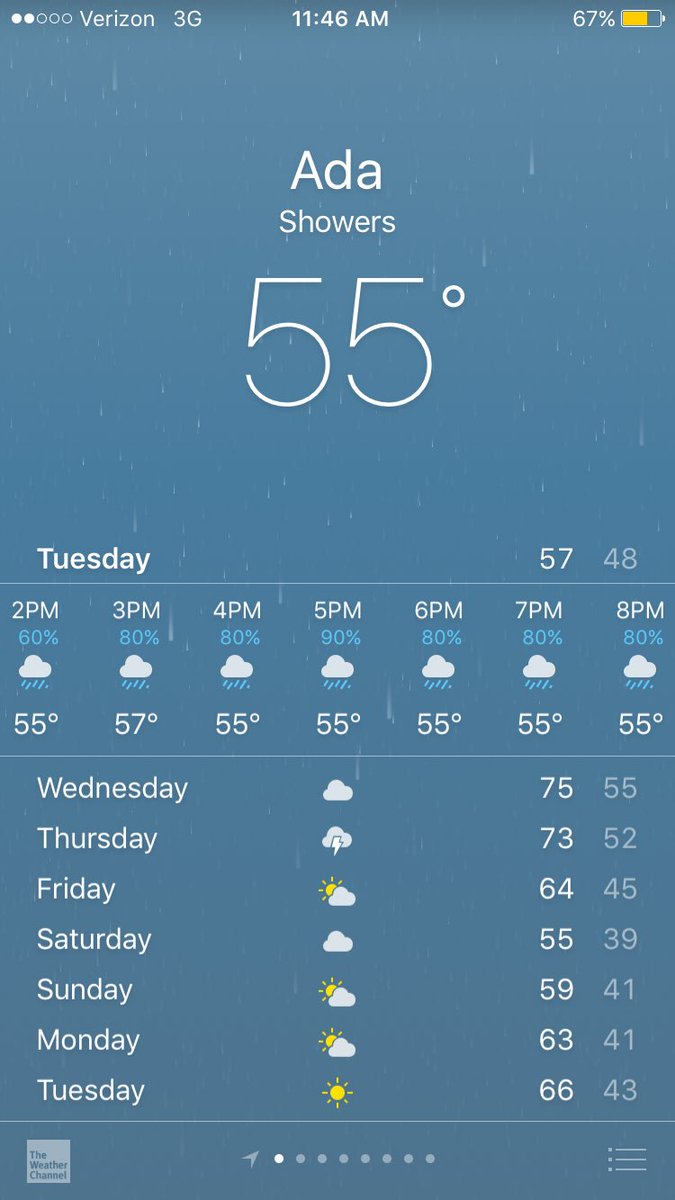 Verizon 3G 11:46 AM 67%
Ada
Showers
55°
Tuesday 57 48
2PM 3PM 4PM 5PM 6PM 7PM 8PM
60% 80% 80% 90% 80% 80% 80%
55° 57° 55° 55° 55° 55° 55°
Wednesday 75 55
Thursday 73 52
Friday 64 45
Saturday 55 39
Sunday 59 41
Monday 63 41
Tuesday 66 43
The
Weather
Channel